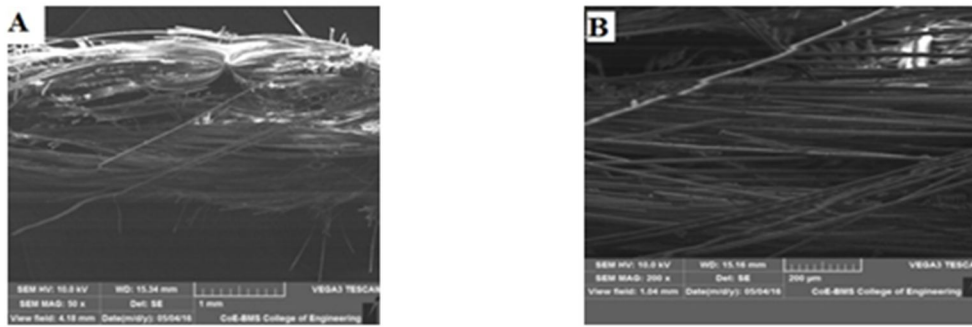 A
SEM HV: 10.0 kV WD: 15.34 mm VEGA3 TESCAN
SEM MAG: 50 x Det: SE 1 mm
View field: 4.18 mm Date(m/d/y): 05/04/16 CoE-BMS College of Engineering
B
SEM HV: 10.0 kV WD: 15.16 mm VEGA3 TESCAN
SEM MAG: 200 x Det: SE 200 µm
View field: 1.04 mm Date(m/d/y): 05/04/16 CoE-BMS College of Engineering